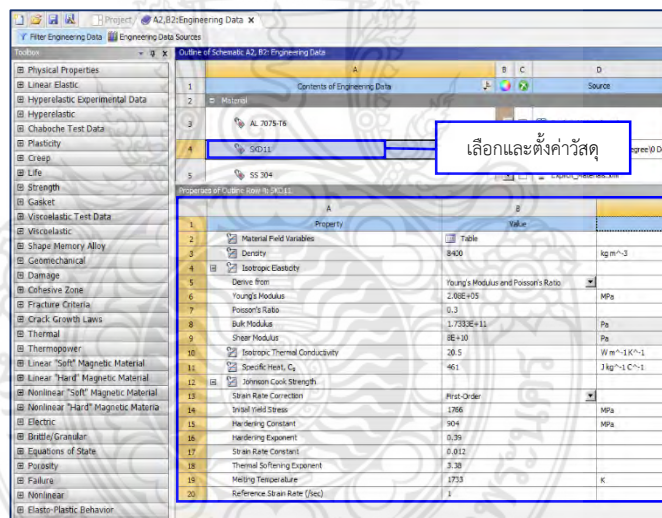 Project A2,B2:Engineering Data ×
Filter Engineering Data Engineering Data Sources
Toolbox
Outline of Schematic A2, B2: Engineering Data
Physical Properties
Linear Elastic
Hyperelastic Experimental Data
Hyperelastic
Chaboche Test Data
Plasticity
Creep
Life
Strength
Gasket
Viscoelastic Test Data
Viscoelastic
Shape Memory Alloy
Geomechanical
Damage
Cohesive Zone
Fracture Criteria
Crack Growth Laws
Thermal
Thermopower
Linear "Soft" Magnetic Material
Linear "Hard" Magnetic Material
Nonlinear "Soft" Magnetic Material
Nonlinear "Hard" Magnetic Materia
Electric
Brittle/Granular
Equations of State
Porosity
Failure
Nonlinear
Elasto-Plastic Behavior
A B C D
1 Contents of Engineering Data Source
2 Material
3 AL 7075-T6
4 SKD11
5 SS 304
เลือกและตั้งค่าวัสดุ
Properties of Outline Row 4: SKD11
A B
1 Property Value
2 Material Field Variables Table
3 Density 8400 kg m^-3
4 Isotropic Elasticity
5 Derive from Young's Modulus and Poisson's Ratio
6 Young's Modulus 2.08E+05 MPa
7 Poisson's Ratio 0.3
8 Bulk Modulus 1.7333E+11 Pa
9 Shear Modulus 8E+10 Pa
10 Isotropic Thermal Conductivity 20.5 W m^-1 K^-1
11 Specific Heat, Cₚ 461 J kg^-1 C^-1
12 Johnson Cook Strength
13 Strain Rate Correction First-Order
14 Initial Yield Stress 1766 MPa
15 Hardening Constant 904 MPa
16 Hardening Exponent 0.39
17 Strain Rate Constant 0.012
18 Thermal Softening Exponent 3.38
19 Melting Temperature 1733 K
20 Reference Strain Rate (/sec) 1